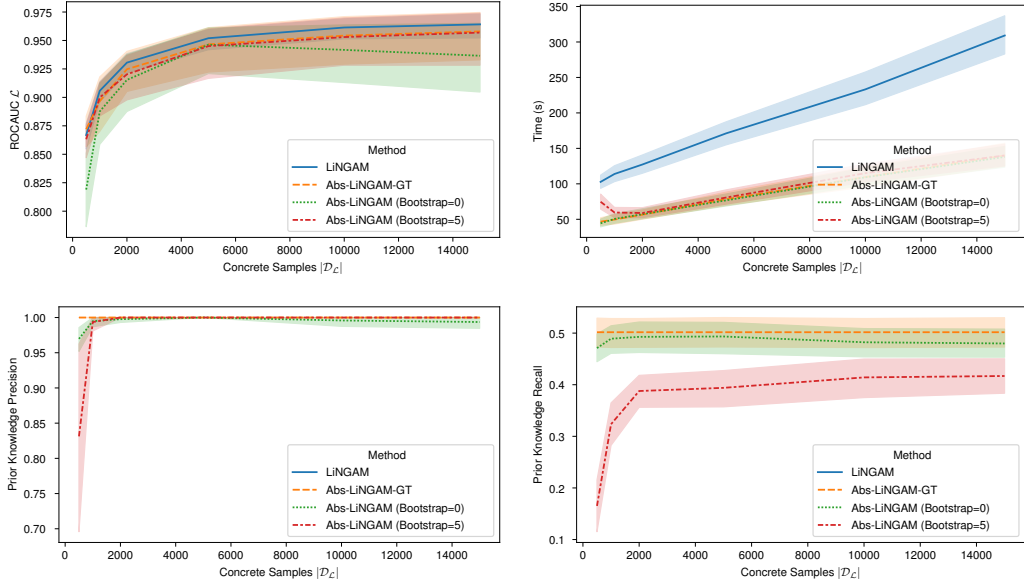 0.975
0.950
0.925
0.900
0.875
0.850
0.825
0.800
ROCAUC ℒ
0 2000 4000 6000 8000 10000 12000 14000
Concrete Samples |𝒟ℒ|
Method
LiNGAM
Abs-LiNGAM-GT
Abs-LiNGAM (Bootstrap=0)
Abs-LiNGAM (Bootstrap=5)
350
300
250
200
150
100
50
Time (s)
0 2000 4000 6000 8000 10000 12000 14000
Concrete Samples |𝒟ℒ|
Method
LiNGAM
Abs-LiNGAM-GT
Abs-LiNGAM (Bootstrap=0)
Abs-LiNGAM (Bootstrap=5)
1.00
0.95
0.90
0.85
0.80
0.75
0.70
Prior Knowledge Precision
0 2000 4000 6000 8000 10000 12000 14000
Concrete Samples |𝒟ℒ|
Method
LiNGAM
Abs-LiNGAM-GT
Abs-LiNGAM (Bootstrap=0)
Abs-LiNGAM (Bootstrap=5)
0.5
0.4
0.3
0.2
0.1
Prior Knowledge Recall
0 2000 4000 6000 8000 10000 12000 14000
Concrete Samples |𝒟ℒ|
Method
LiNGAM
Abs-LiNGAM-GT
Abs-LiNGAM (Bootstrap=0)
Abs-LiNGAM (Bootstrap=5)